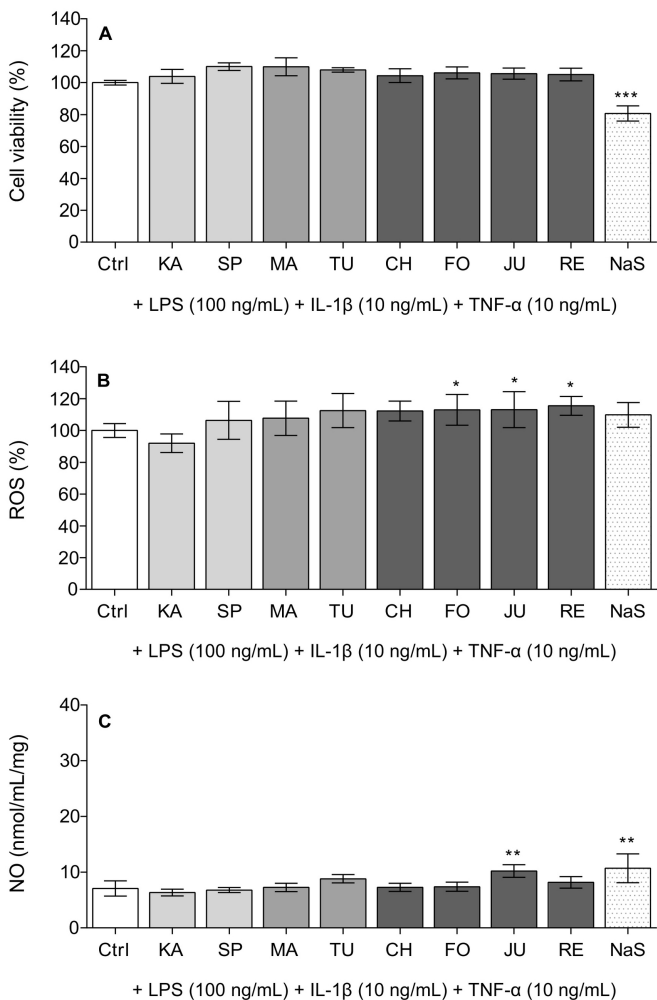 A
Cell viability (%)
140
120
100
80
60
40
20
0
***
Ctrl KA SP MA TU CH FO JU RE NaS
+ LPS (100 ng/mL) + IL-1β (10 ng/mL) + TNF-α (10 ng/mL)
B
ROS (%)
140
120
100
80
60
40
20
0
* * *
Ctrl KA SP MA TU CH FO JU RE NaS
+ LPS (100 ng/mL) + IL-1β (10 ng/mL) + TNF-α (10 ng/mL)
C
NO (nmol/mL/mg)
40
30
20
10
0
** **
Ctrl KA SP MA TU CH FO JU RE NaS
+ LPS (100 ng/mL) + IL-1β (10 ng/mL) + TNF-α (10 ng/mL)